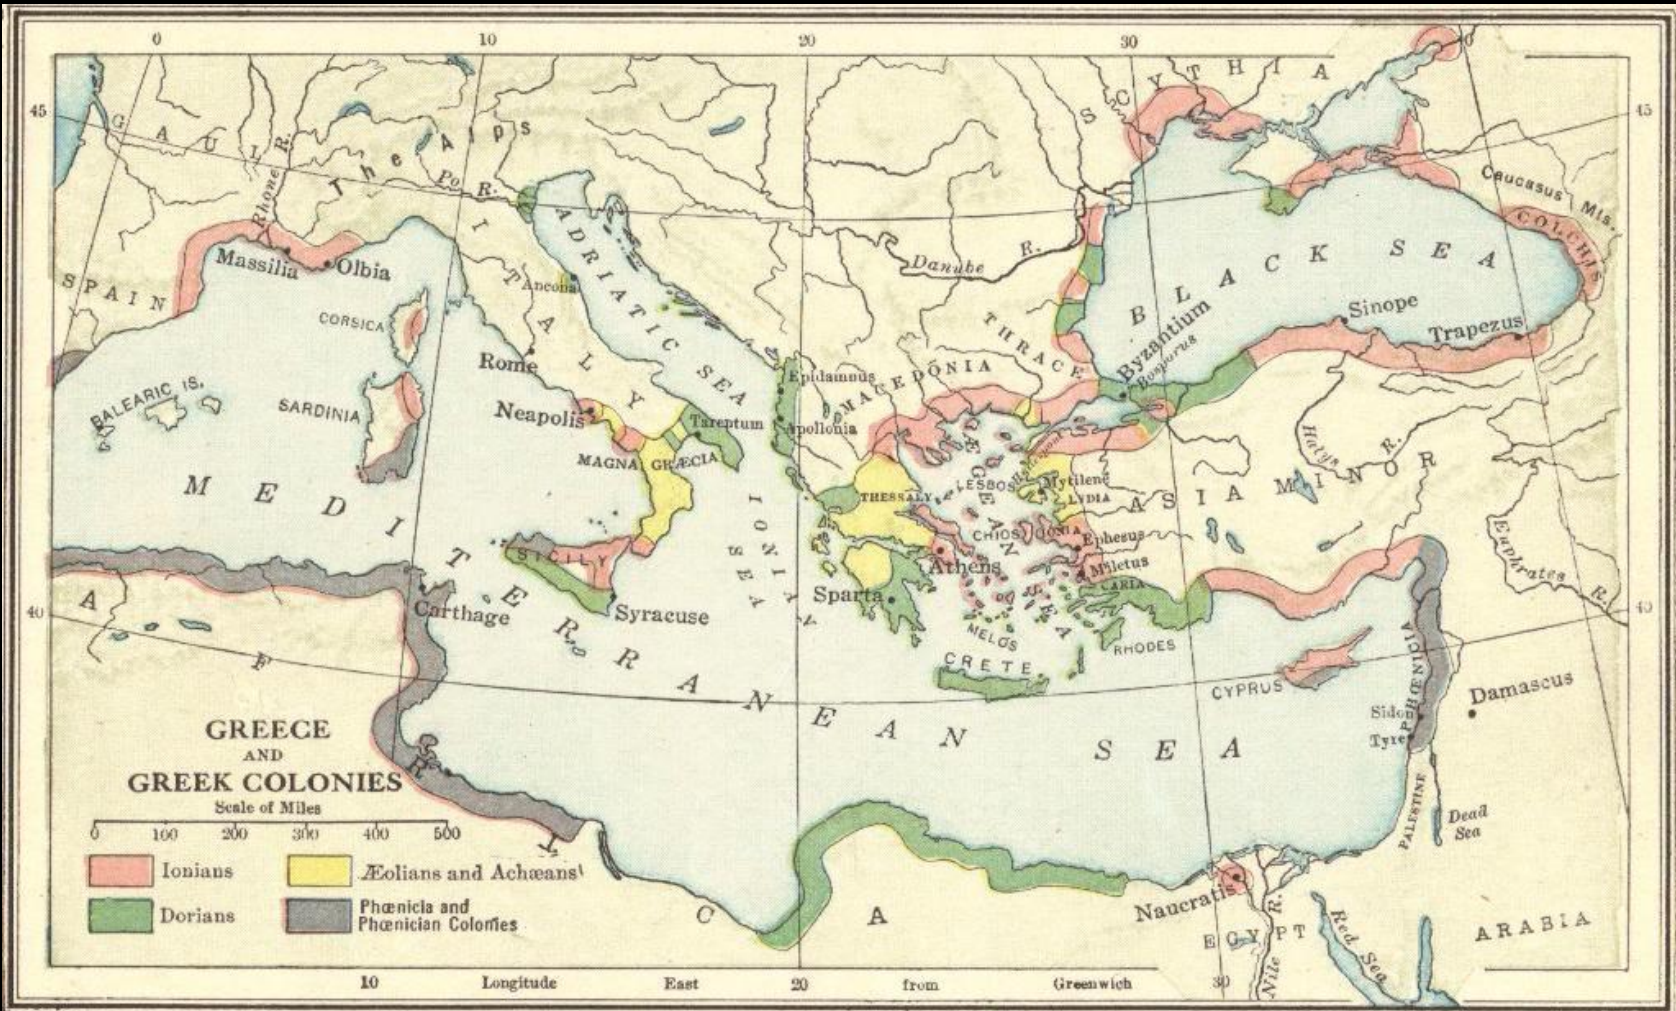 0 10 20 30 40
45 45
SCYTHIA
GAUL
The Alps
Rhone R.
Po R.
Caucasus Mts.
COLCHIS
Massilia
Olbia
ADRIATIC SEA
Danube R.
BLACK SEA
SPAIN
ITALY
Ancona
CORSICA
Sinope
Trapezus
THRACE
Byzantium
Bosporus
Rome
MACEDONIA
Epidamnus
BALEARIC IS.
SARDINIA
Neapolis
Tarentum
Apollonia
Halys R.
MAGNA GRÆCIA
ÆGEAN SEA
Hellespont
LESBOS
Mytilene
LYDIA
ASIA MINOR
THESSALY
MEDITERRANEAN SEA
IONIAN SEA
CHIOS
IONIA
Ephesus
Euphrates R.
SICILY
Athens
Miletus
CARIA
40 40
AFRICA
Carthage
Syracuse
Sparta
MELOS
RHODES
CRETE
CYPRUS
PHŒNICIA
Damascus
Sidon
Tyre
GREECE
AND
GREEK COLONIES
Scale of Miles
0 100 200 300 400 500
Ionians
Æolians and Achæans
Dorians
Phœnicia and
Phœnician Colonies
PALESTINE
Dead
Sea
Naucratis
EGYPT
Nile R.
Red Sea
ARABIA
10 Longitude East 20 from Greenwich 30